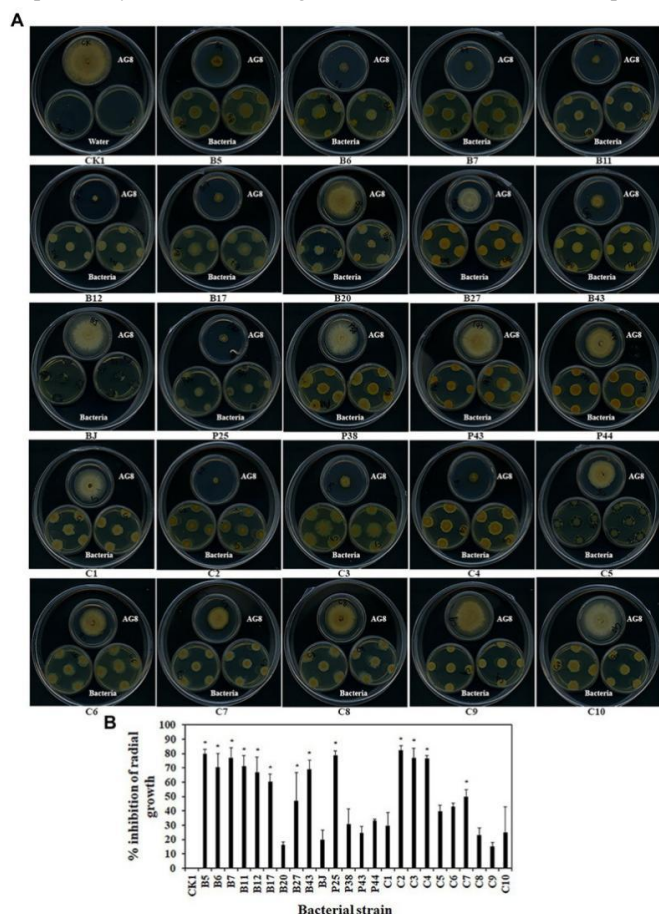 A
AG8 AG8 AG8 AG8 AG8
Water Bacteria Bacteria Bacteria Bacteria
CK1 B5 B6 B7 B11
AG8 AG8 AG8 AG8 AG8
Bacteria Bacteria Bacteria Bacteria Bacteria
B12 B17 B20 B27 B43
AG8 AG8 AG8 AG8 AG8
Bacteria Bacteria Bacteria Bacteria Bacteria
BJ P25 P38 P43 P44
AG8 AG8 AG8 AG8 AG8
Bacteria Bacteria Bacteria Bacteria Bacteria
C1 C2 C3 C4 C5
AG8 AG8 AG8 AG8 AG8
Bacteria Bacteria Bacteria Bacteria Bacteria
C6 C7 C8 C9 C10
B
% inhibition of radial
growth
100
90
80
70
60
50
40
30
20
10
0
* * * * * * * * * * * * *
CK1 B5 B6 B7 B11 B12 B17 B20 B27 B43 BJ P25 P38 P43 P44 C1 C2 C3 C4 C5 C6 C7 C8 C9 C10
Bacterial strain